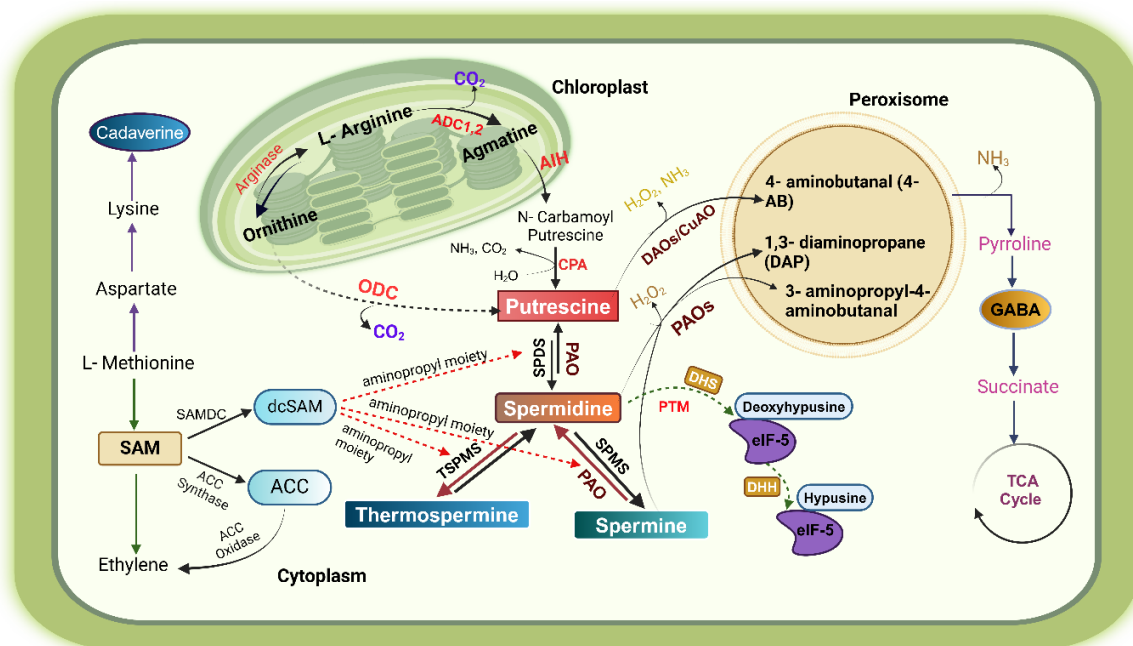 Chloroplast
CO2
L- Arginine
ADC1,2
Agmatine
Arginase
Ornithine
AIH
N- Carbamoyl
Putrescine
NH3, CO2
H2O
CPA
ODC
CO2
Putrescine
Cadaverine
Lysine
Aspartate
L- Methionine
SAMDC
dcSAM
SAM
ACC
Synthase
ACC
ACC
Oxidase
Ethylene
Cytoplasm
aminopropyl moiety
aminopropyl moiety
aminopropyl
moiety
SPDS
PAO
Spermidine
TSPMS
SPMS
PAO
Thermospermine
Spermine
H2O2, NH3
DAOs/CuAO
H2O2
PAOs
Peroxisome
4- aminobutanal (4-
AB)
1,3- diaminopropane
(DAP)
3- aminopropyl-4-
aminobutanal
DHS
PTM
Deoxyhypusine
eIF-5
DHH
Hypusine
eIF-5
NH3
Pyrroline
GABA
Succinate
TCA
Cycle